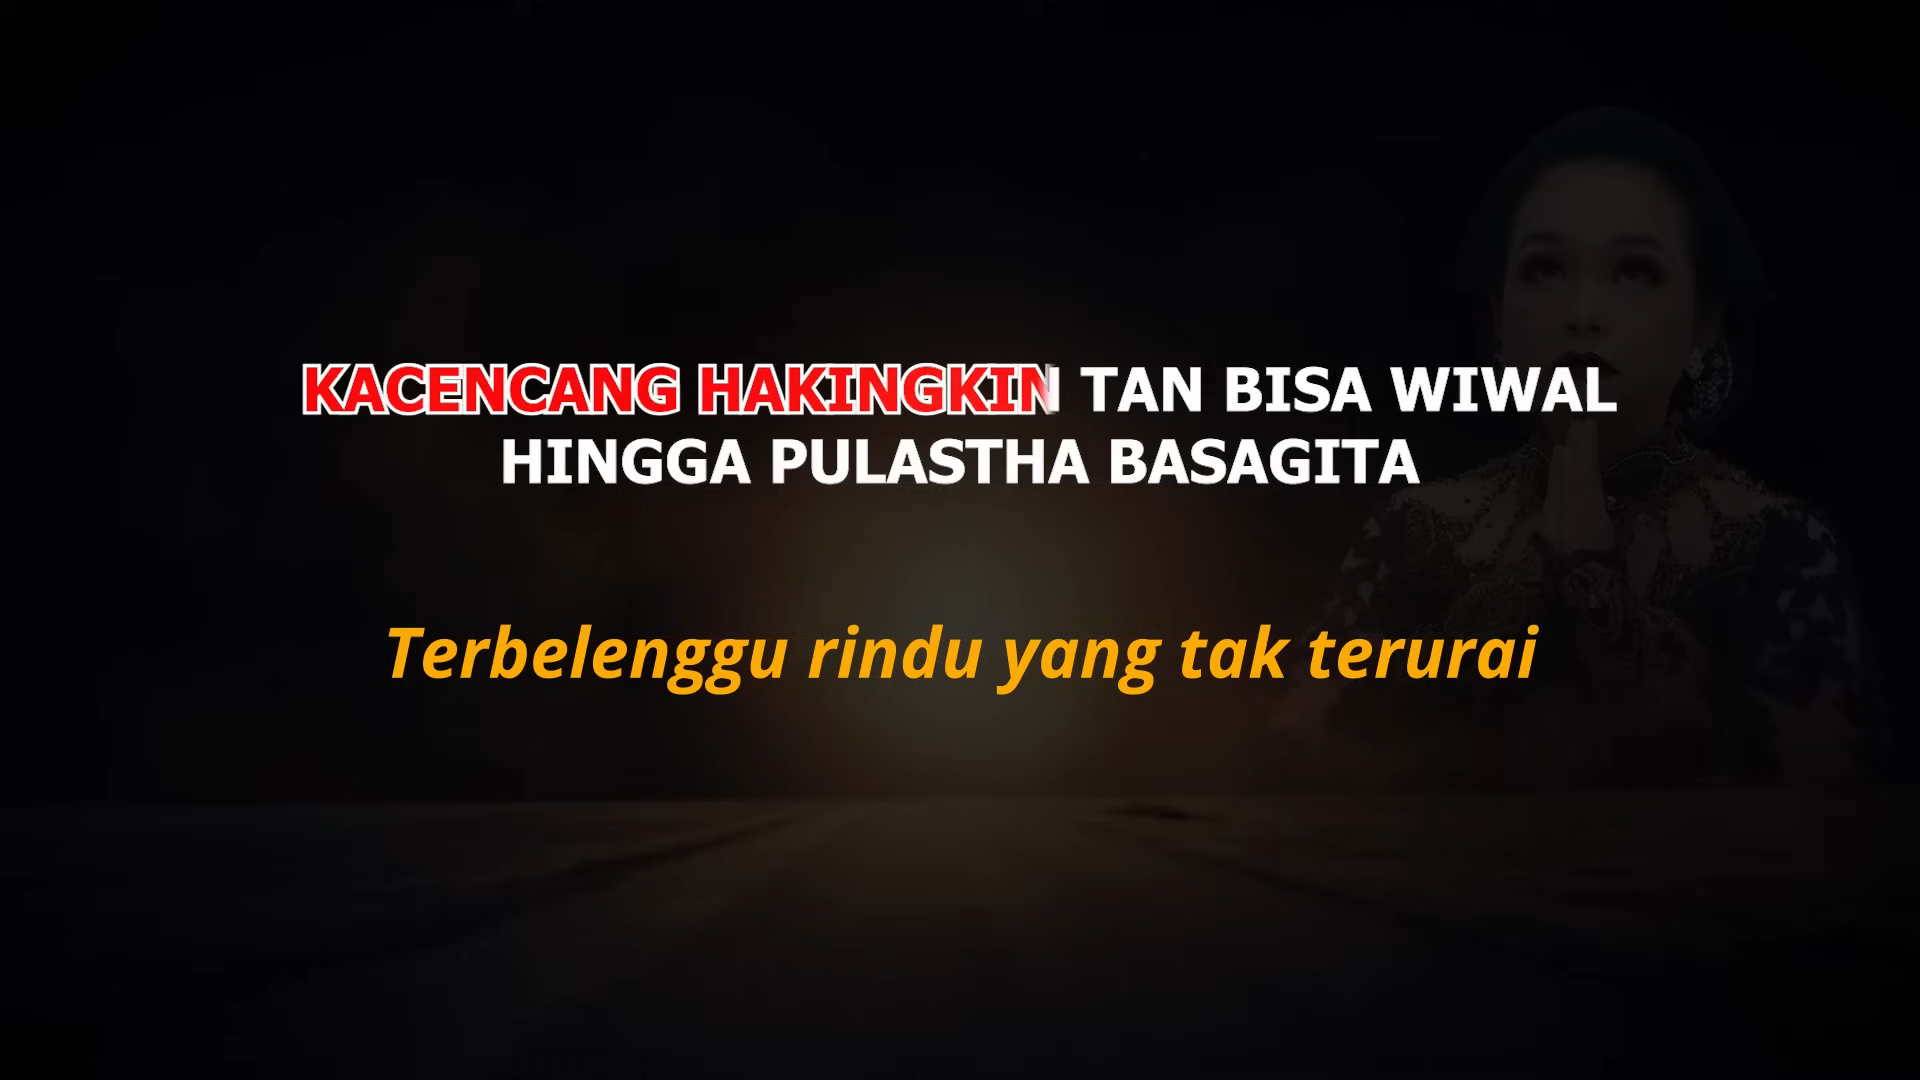 KACENCANG HAKINGKIN TAN BISA WIWAL
HINGGA PULASTHA BASAGITA
Terbelenggu rindu yang tak terurai